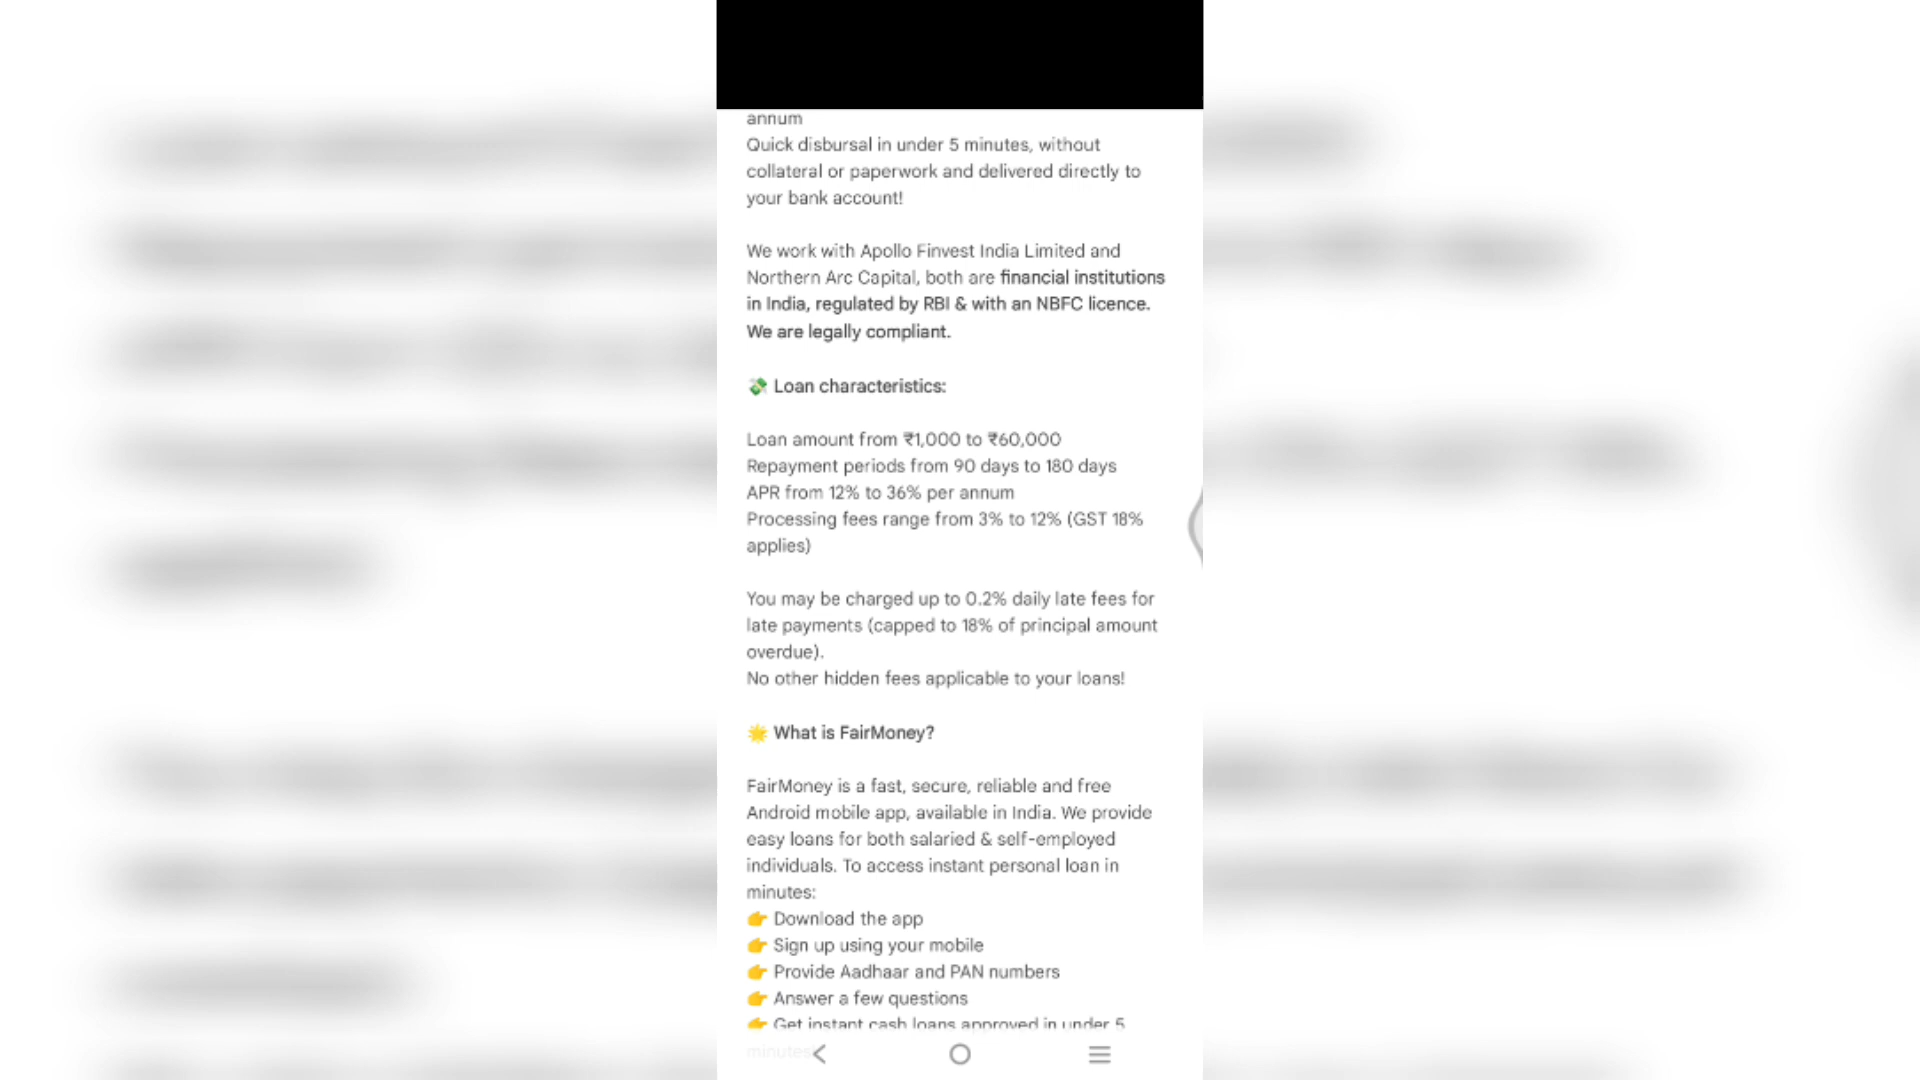 annum
Quick disbursal in under 5 minutes, without
collateral or paperwork and delivered directly to
your bank account!
We work with Apollo Finvest India Limited and
Northern Arc Capital, both are financial institutions
in India, regulated by RBI & with an NBFC licence.
We are legally compliant.
💸 Loan characteristics:
Loan amount from ₹1,000 to ₹60,000
Repayment periods from 90 days to 180 days
APR from 12% to 36% per annum
Processing fees range from 3% to 12% (GST 18%
applies)
You may be charged up to 0.2% daily late fees for
late payments (capped to 18% of principal amount
overdue).
No other hidden fees applicable to your loans!
🌟 What is FairMoney?
FairMoney is a fast, secure, reliable and free
Android mobile app, available in India. We provide
easy loans for both salaried & self-employed
individuals. To access instant personal loan in
minutes:
👉 Download the app
👉 Sign up using your mobile
👉 Provide Aadhaar and PAN numbers
👉 Answer a few questions
👉 Get instant cash loans approved in under 5
minutes